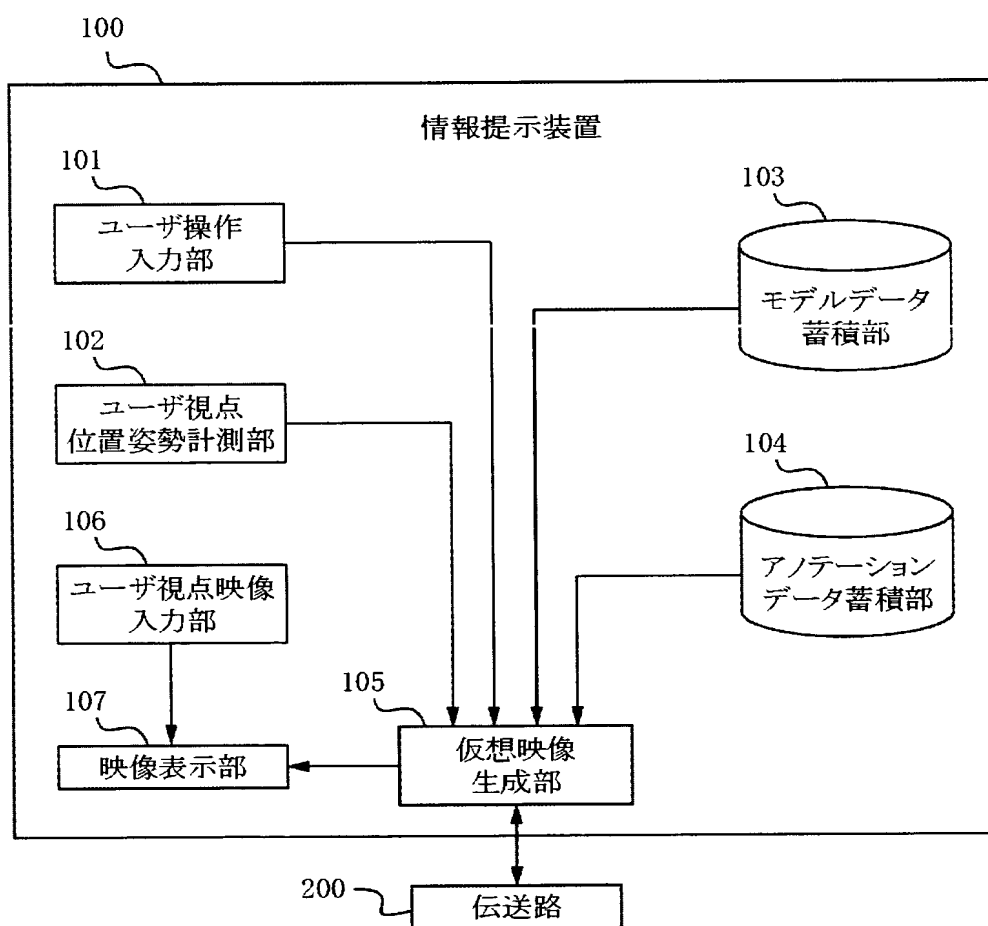 100
情報提示装置
101
ユーザ操作
入力部
102
ユーザ視点
位置姿勢計測部
106
ユーザ視点映像
入力部
107
映像表示部
103
モデルデータ
蓄積部
104
アノテーション
データ蓄積部
105
仮想映像
生成部
200
伝送路